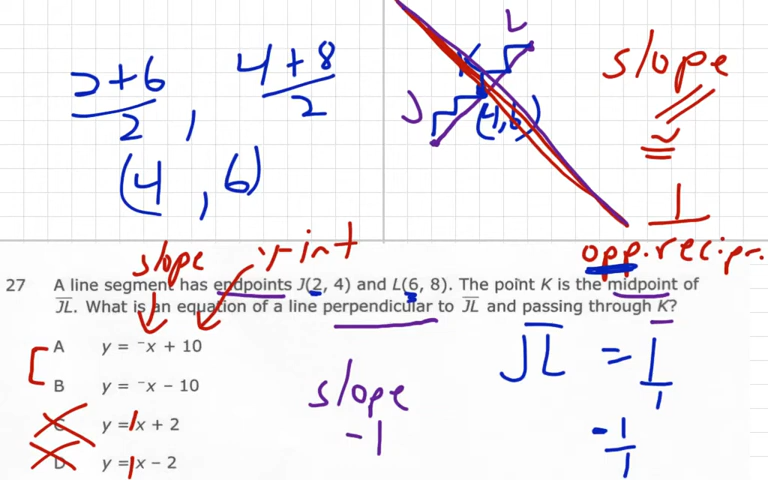 2+6 4+8
2 , 2
(4 , 6)
L
K
J
(4,6)
slope
// ≅
⊥
opp. recipr.
slope y-int
27 A line segment has endpoints J(2, 4) and L(6, 8). The point K is the midpoint of
JL. What is an equation of a line perpendicular to JL and passing through K?
A y = ⁻x + 10
B y = ⁻x − 10
C y = 1x + 2
D y = 1x − 2
slope
-1
JL = 1
1
-1
1